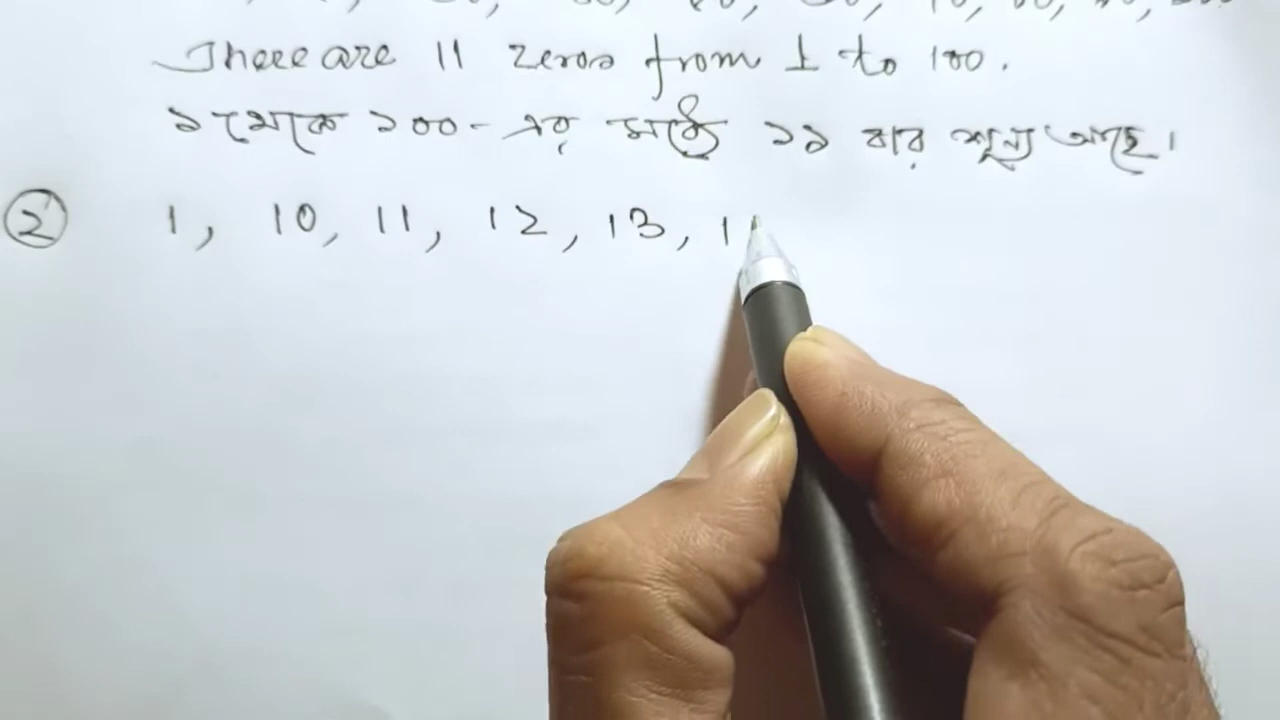 There are 11 zeros from 1 to 100.
১ থেকে ১০০- এর মধ্যে ১১ বার শূন্য আছে।
② 1, 10, 11, 12, 13, 1